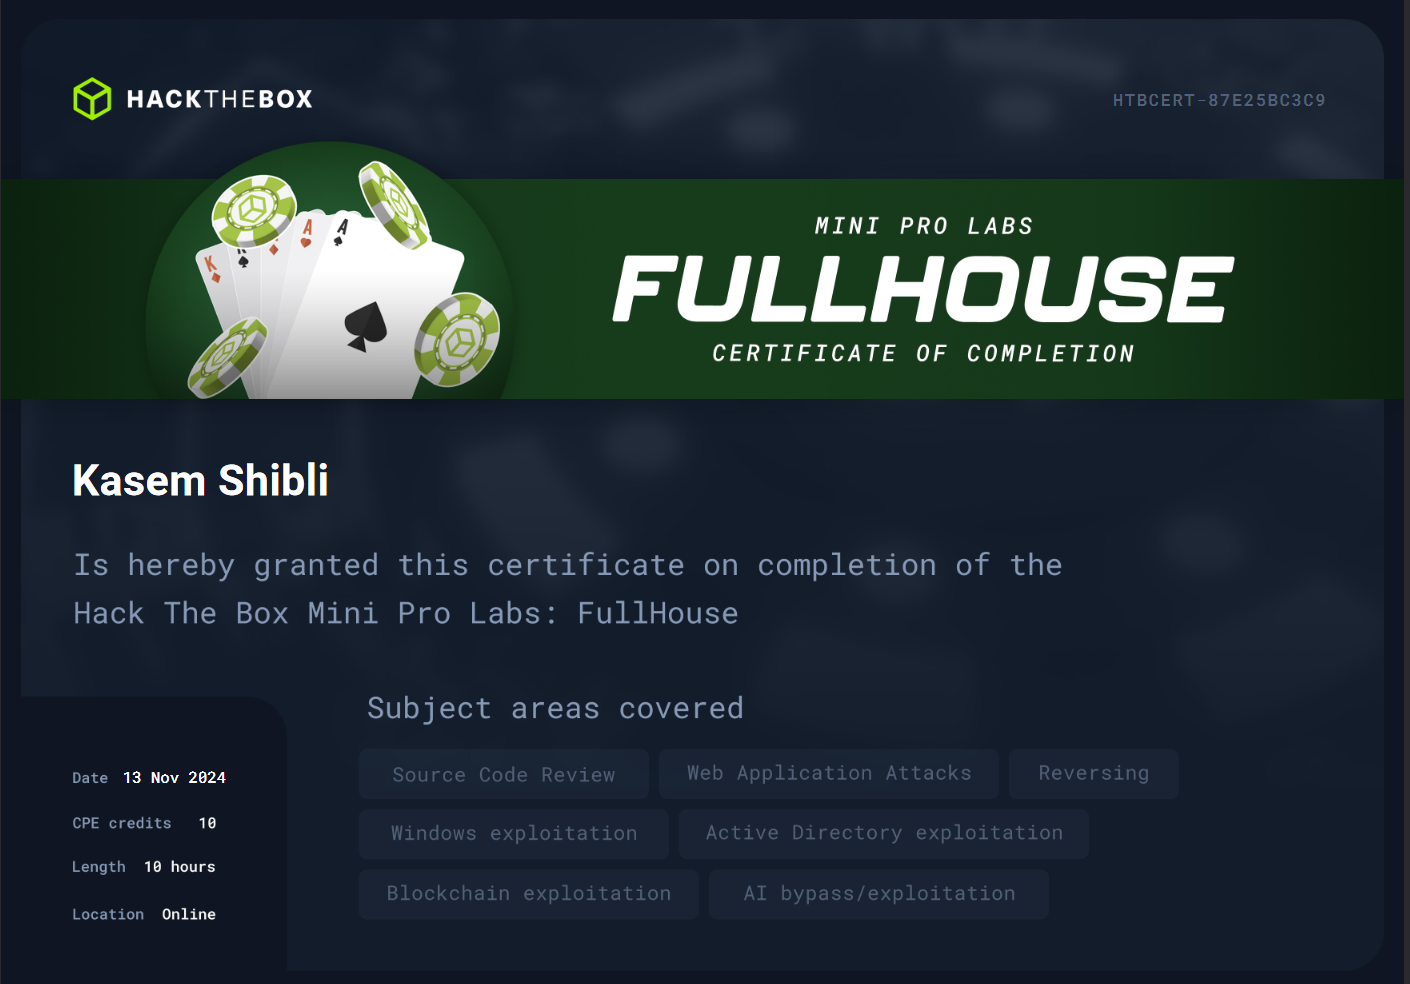 HACKTHEBOX
HTBCERT-87E25BC3C9
MINI PRO LABS
FULLHOUSE
CERTIFICATE OF COMPLETION
K
A
A
Kasem Shibli
Is hereby granted this certificate on completion of the
Hack The Box Mini Pro Labs: FullHouse
Subject areas covered
Source Code Review
Web Application Attacks
Reversing
Windows exploitation
Active Directory exploitation
Blockchain exploitation
AI bypass/exploitation
Date 13 Nov 2024
CPE credits 10
Length 10 hours
Location Online